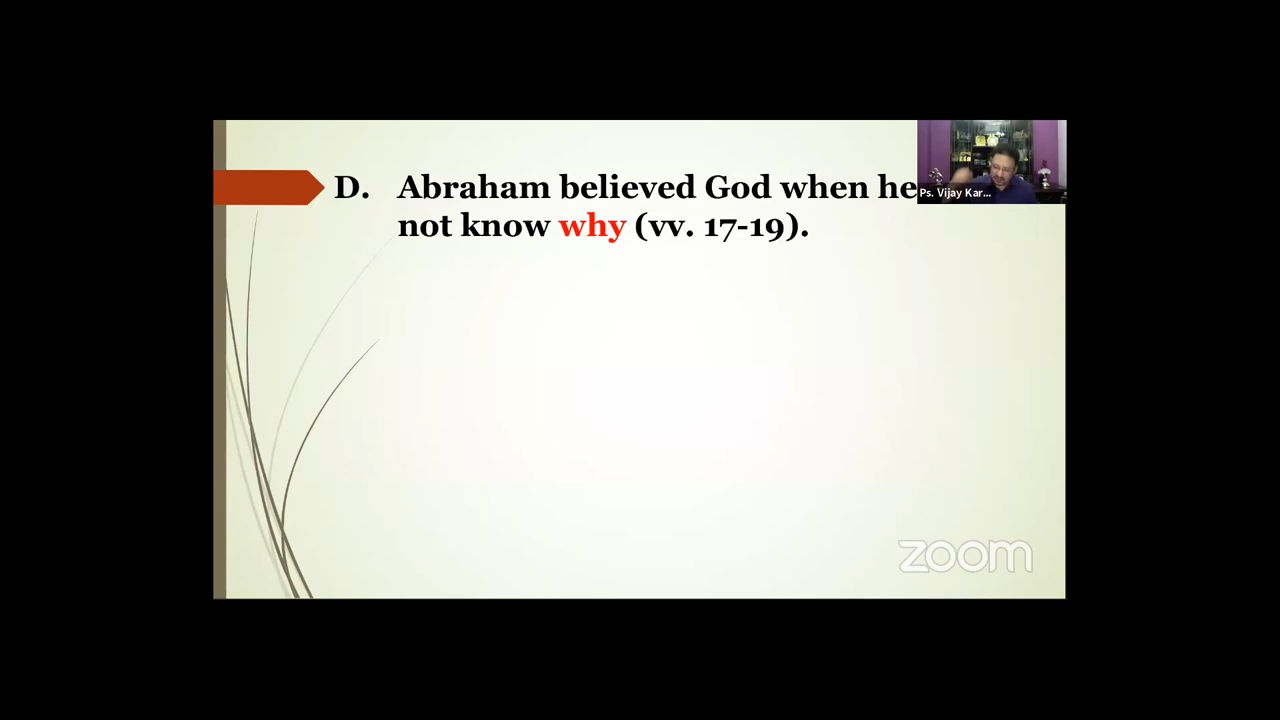 D. Abraham believed God when he
not know why (vv. 17-19).
Ps. Vijay Kar...
zoom